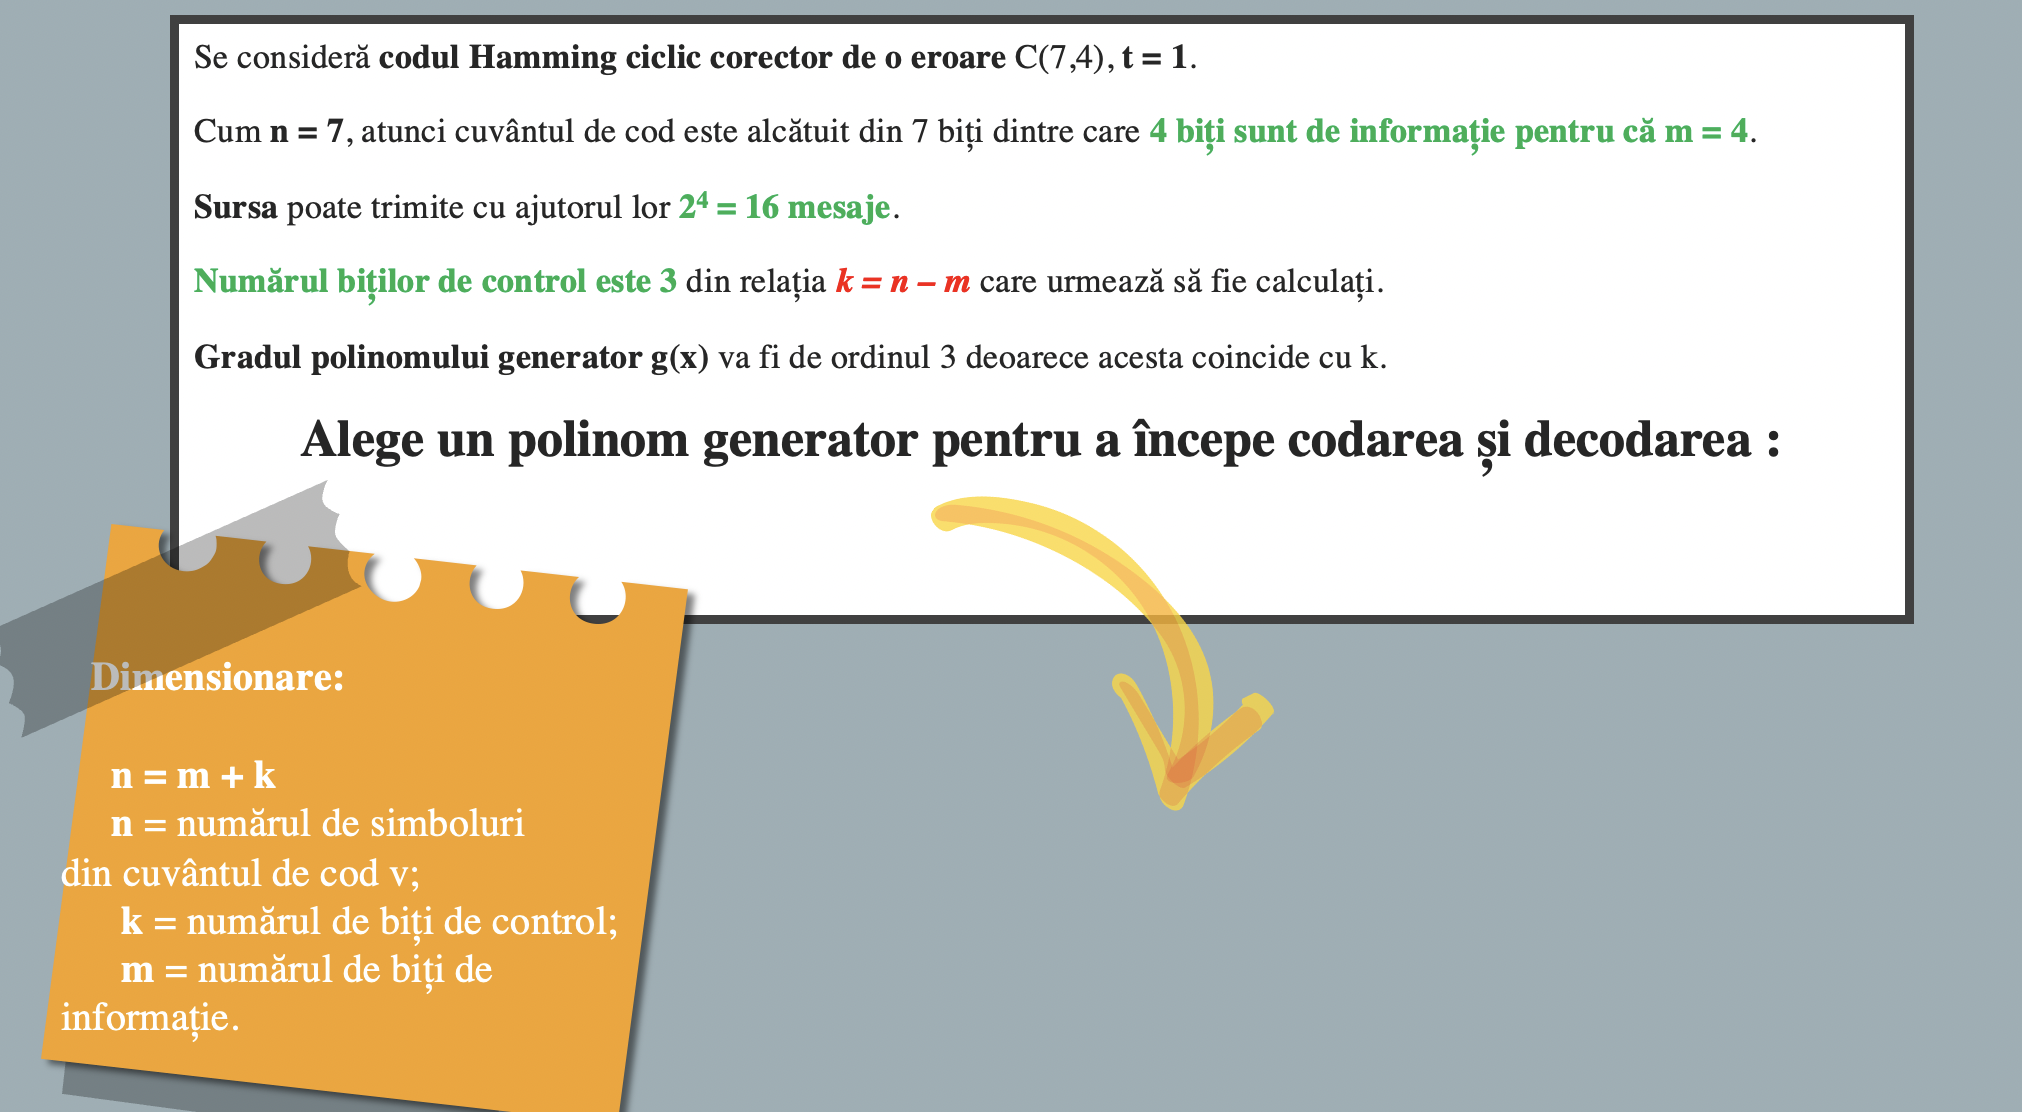 Se consideră codul Hamming ciclic corector de o eroare C(7,4), t = 1.
Cum n = 7, atunci cuvântul de cod este alcătuit din 7 biți dintre care 4 biți sunt de informație pentru că m = 4.
Sursa poate trimite cu ajutorul lor 2⁴ = 16 mesaje.
Numărul biților de control este 3 din relația k = n – m care urmează să fie calculați.
Gradul polinomului generator g(x) va fi de ordinul 3 deoarece acesta coincide cu k.
Alege un polinom generator pentru a începe codarea și decodarea :
Dimensionare:
n = m + k
n = numărul de simboluri
din cuvântul de cod v;
k = numărul de biți de control;
m = numărul de biți de
informație.